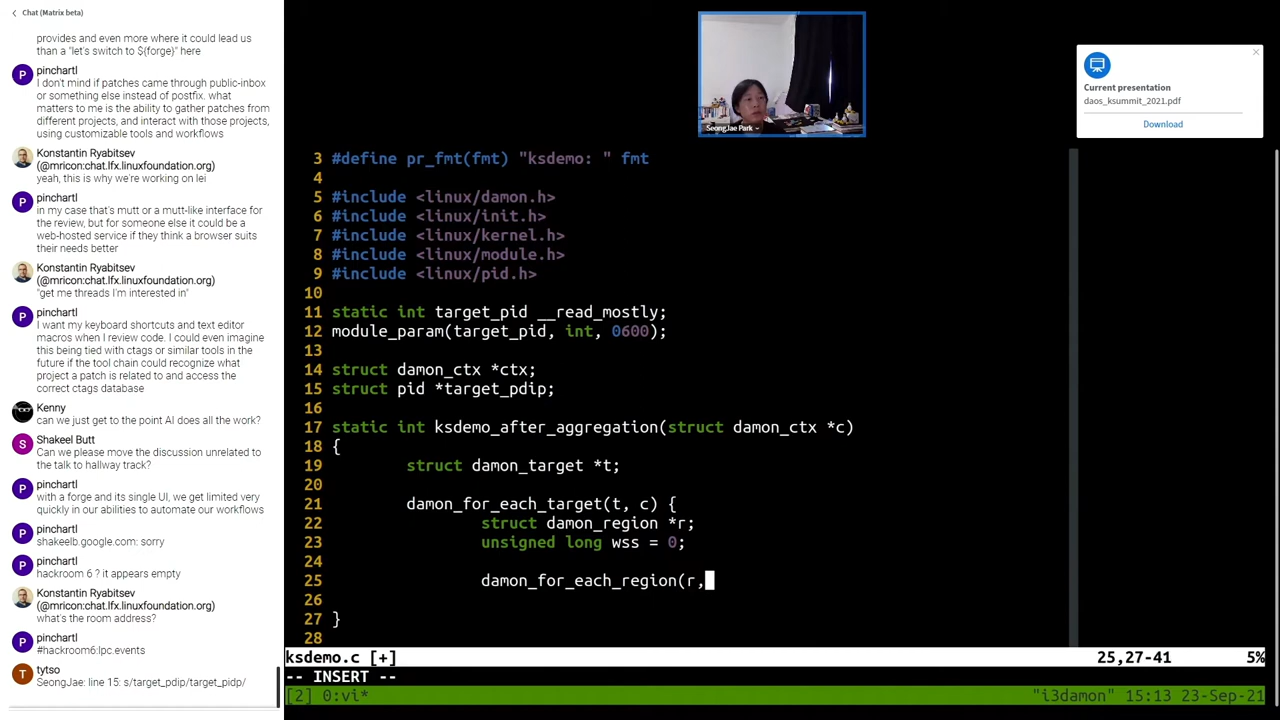 Chat (Matrix beta)
provides and even more where it could lead us
than a "let's switch to ${forge}" here
P
pinchartl
I don't mind if patches came through public-inbox
or something else instead of postfix. what
matters to me is the ability to gather patches from
different projects, and interact with those projects,
using customizable tools and workflows
Konstantin Ryabitsev
(@mricon:chat.lfx.linuxfoundation.org)
yeah, this is why we're working on lei
P
pinchartl
in my case that's mutt or a mutt-like interface for
the review, but for someone else it could be a
web-hosted service if they think a browser suits
their needs better
Konstantin Ryabitsev
(@mricon:chat.lfx.linuxfoundation.org)
"get me threads I'm interested in"
P
pinchartl
I want my keyboard shortcuts and text editor
macros when I review code. I could even imagine
this being tied with ctags or similar tools in the
future if the tool chain could recognize what
project a patch is related to and access the
correct ctags database
Kenny
can we just get to the point AI does all the work?
S
Shakeel Butt
Can we please move the discussion unrelated to
the talk to hallway track?
P
pinchartl
with a forge and its single UI, we get limited very
quickly in our abilities to automate our workflows
P
pinchartl
shakeelb.google.com: sorry
P
pinchartl
hackroom 6 ? it appears empty
Konstantin Ryabitsev
(@mricon:chat.lfx.linuxfoundation.org)
what's the room address?
P
pinchartl
#hackroom6:lpc.events
T
tytso
SeongJae: line 15: s/target_pdip/target_pidp/
SeongJae Park
Current presentation
daos_ksummit_2021.pdf
Download
3 #define pr_fmt(fmt) "ksdemo: " fmt
4
5 #include <linux/damon.h>
6 #include <linux/init.h>
7 #include <linux/kernel.h>
8 #include <linux/module.h>
9 #include <linux/pid.h>
10
11 static int target_pid __read_mostly;
12 module_param(target_pid, int, 0600);
13
14 struct damon_ctx *ctx;
15 struct pid *target_pdip;
16
17 static int ksdemo_after_aggregation(struct damon_ctx *c)
18 {
19 struct damon_target *t;
20
21 damon_for_each_target(t, c) {
22 struct damon_region *r;
23 unsigned long wss = 0;
24
25 damon_for_each_region(r,
26
27 }
28
ksdemo.c [+] 25,27-41 5%
-- INSERT --
[2] 0:vi* "i3damon" 15:13 23-Sep-21